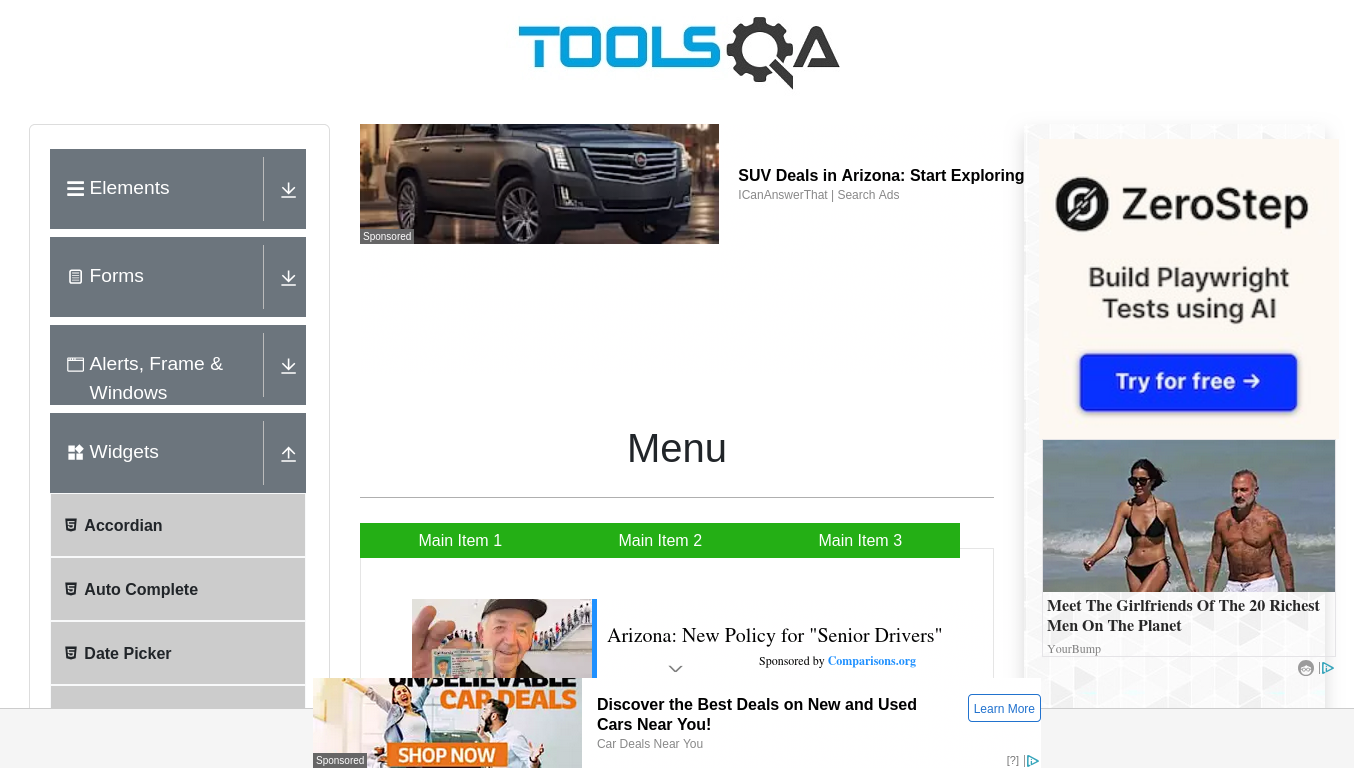 TOOLSQA
Elements
Forms
Alerts, Frame &
Windows
Widgets
Accordian
Auto Complete
Date Picker
Sponsored
SUV Deals in Arizona: Start Exploring
ICanAnswerThat | Search Ads
Menu
Main Item 1
Main Item 2
Main Item 3
Arizona: New Policy for "Senior Drivers"
Sponsored by Comparisons.org
ZeroStep
Build Playwright
Tests using AI
Try for free →
Meet The Girlfriends Of The 20 Richest
Men On The Planet
YourBump
UNBELIEVABLE
CAR DEALS
SHOP NOW
Sponsored
Discover the Best Deals on New and Used
Cars Near You!
Car Deals Near You
Learn More
[?]